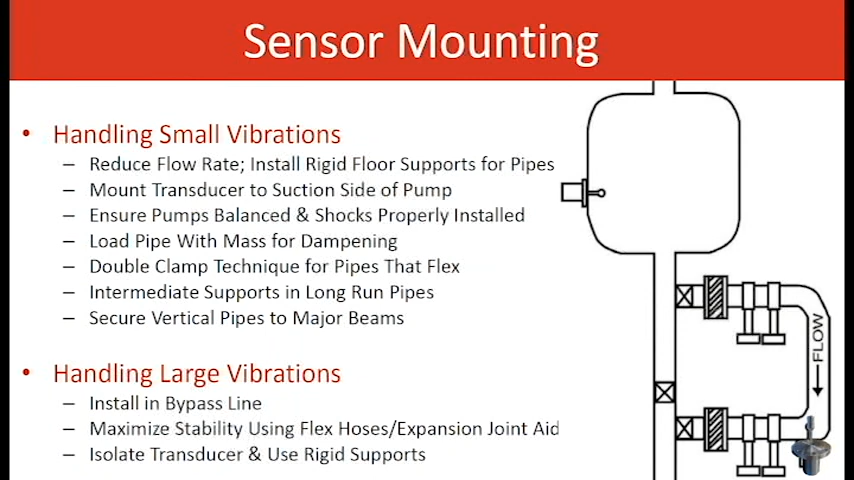 Sensor Mounting
• Handling Small Vibrations
– Reduce Flow Rate; Install Rigid Floor Supports for Pipes
– Mount Transducer to Suction Side of Pump
– Ensure Pumps Balanced & Shocks Properly Installed
– Load Pipe With Mass for Dampening
– Double Clamp Technique for Pipes That Flex
– Intermediate Supports in Long Run Pipes
– Secure Vertical Pipes to Major Beams
• Handling Large Vibrations
– Install in Bypass Line
– Maximize Stability Using Flex Hoses/Expansion Joint Aid
– Isolate Transducer & Use Rigid Supports
FLOW